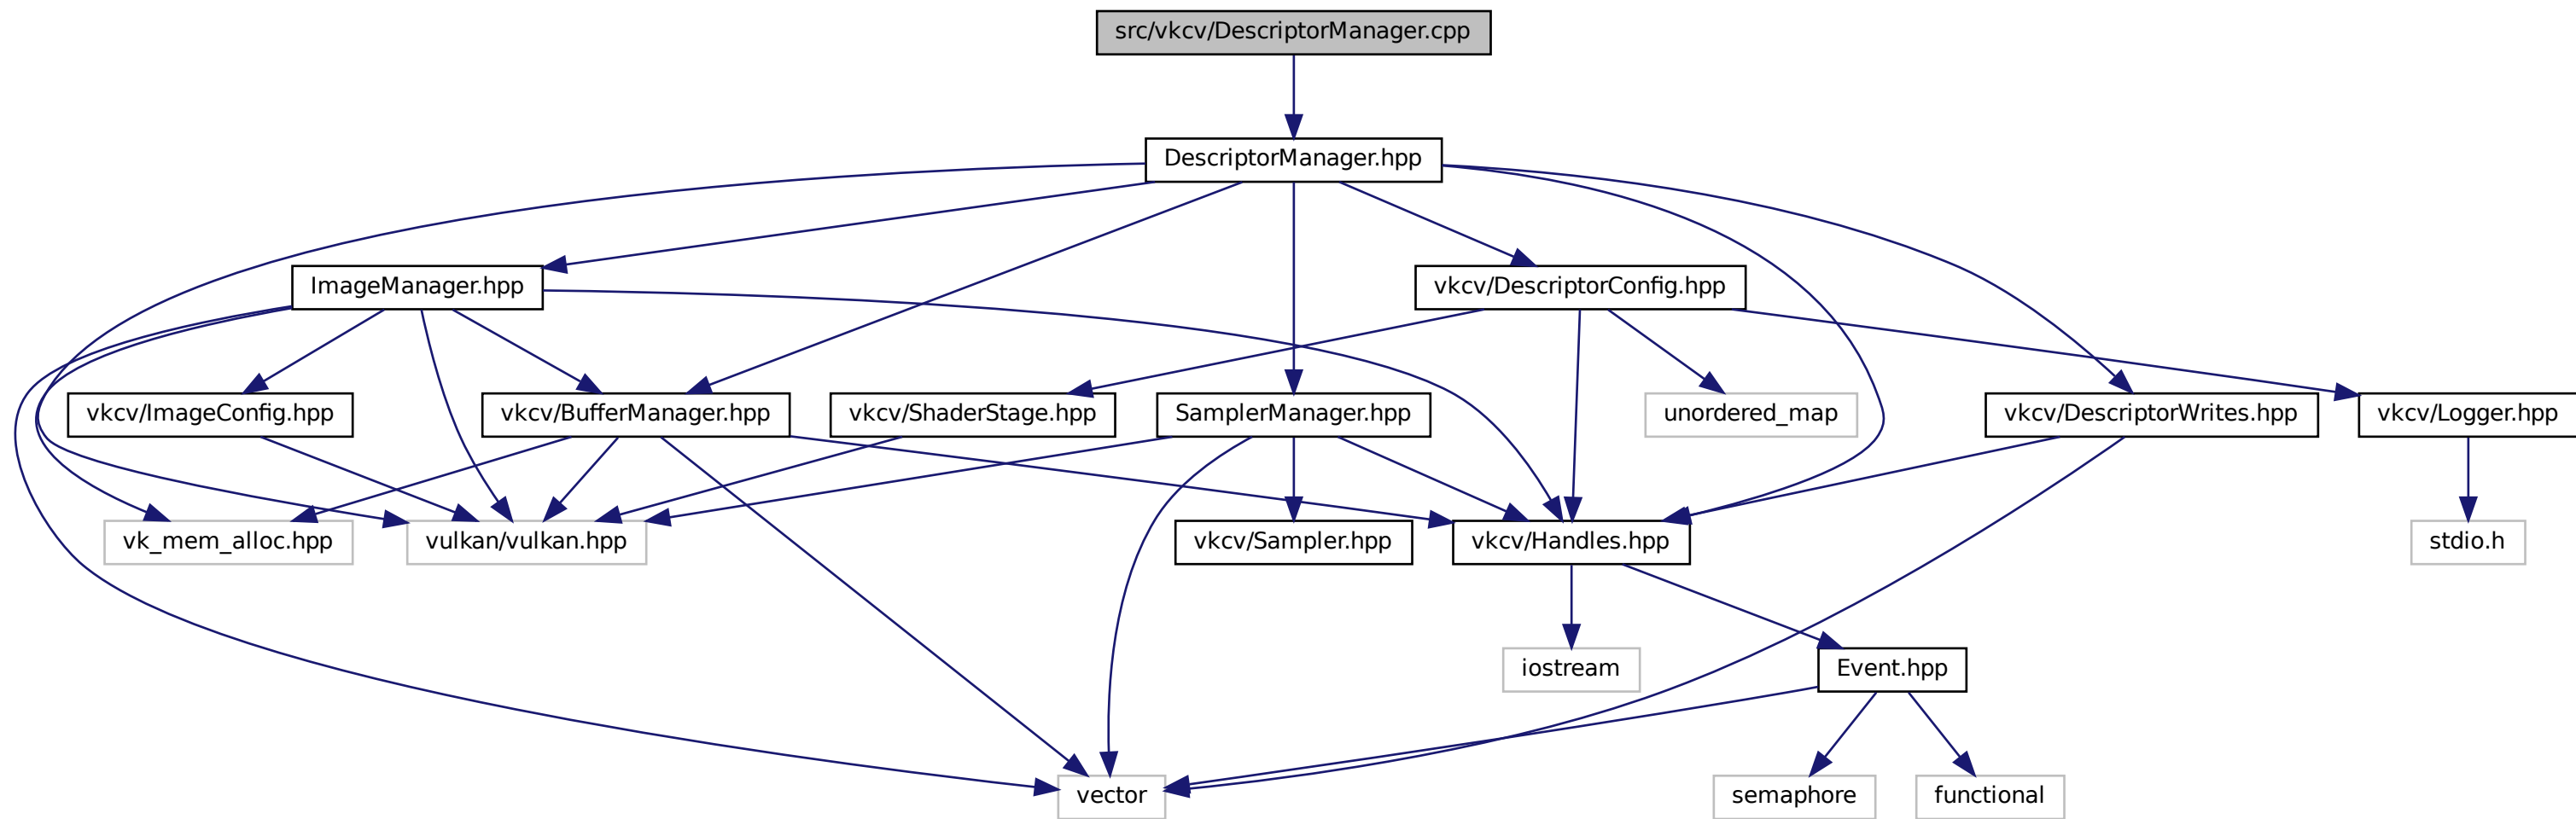 src/vkcv/DescriptorManager.cpp
DescriptorManager.hpp
ImageManager.hpp
vkcv/DescriptorConfig.hpp
vkcv/ImageConfig.hpp
vkcv/BufferManager.hpp
vkcv/ShaderStage.hpp
SamplerManager.hpp
unordered_map
vkcv/DescriptorWrites.hpp
vkcv/Logger.hpp
vk_mem_alloc.hpp
vulkan/vulkan.hpp
vkcv/Sampler.hpp
vkcv/Handles.hpp
stdio.h
iostream
Event.hpp
vector
semaphore
functional